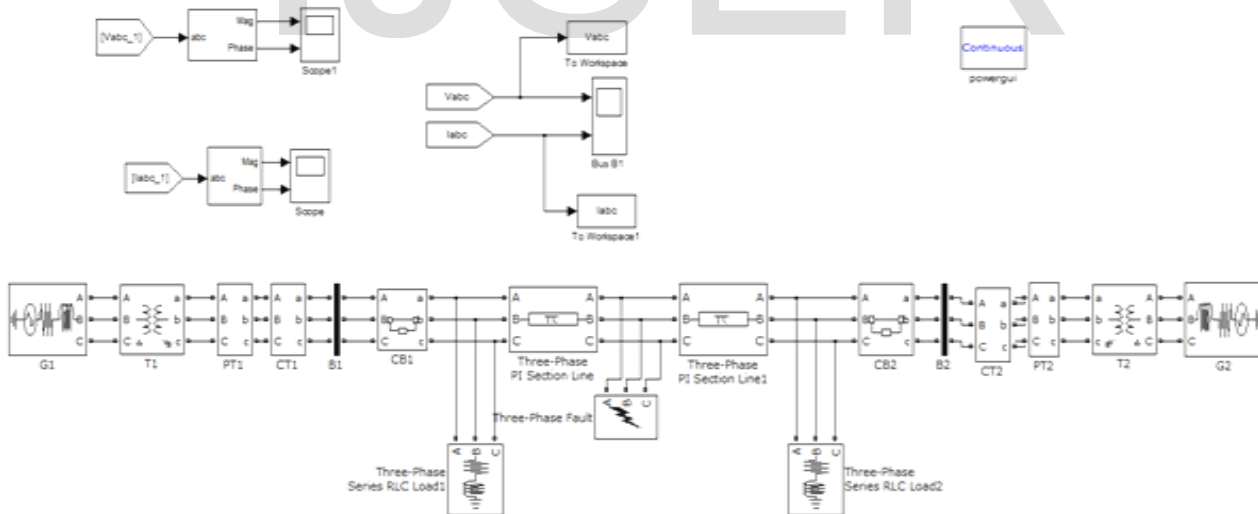 IJSER
[Vabc_1]
abc
Mag
Phase
Scope1
Vabc
To Workspace
Continuous
powergui
Vabc
Iabc
Bus B1
[Iabc_1]
abc
Mag
Phase
Scope
Iabc
To Workspace1
A A a A a A a A a A A A A A a A A a a A A
B B b B b B b B b B B B B B b B B b b B B
C C c C c C c C c C C C C C c C C c c C C
G1 T1 PT1 CT1 B1 CB1
Three-Phase
PI Section Line
Three-Phase
PI Section Line1
CB2 B2 CT2 PT2 T2 G2
A B C
Three-Phase Fault
A B C
Three-Phase
Series RLC Load1
A B C
Three-Phase
Series RLC Load2